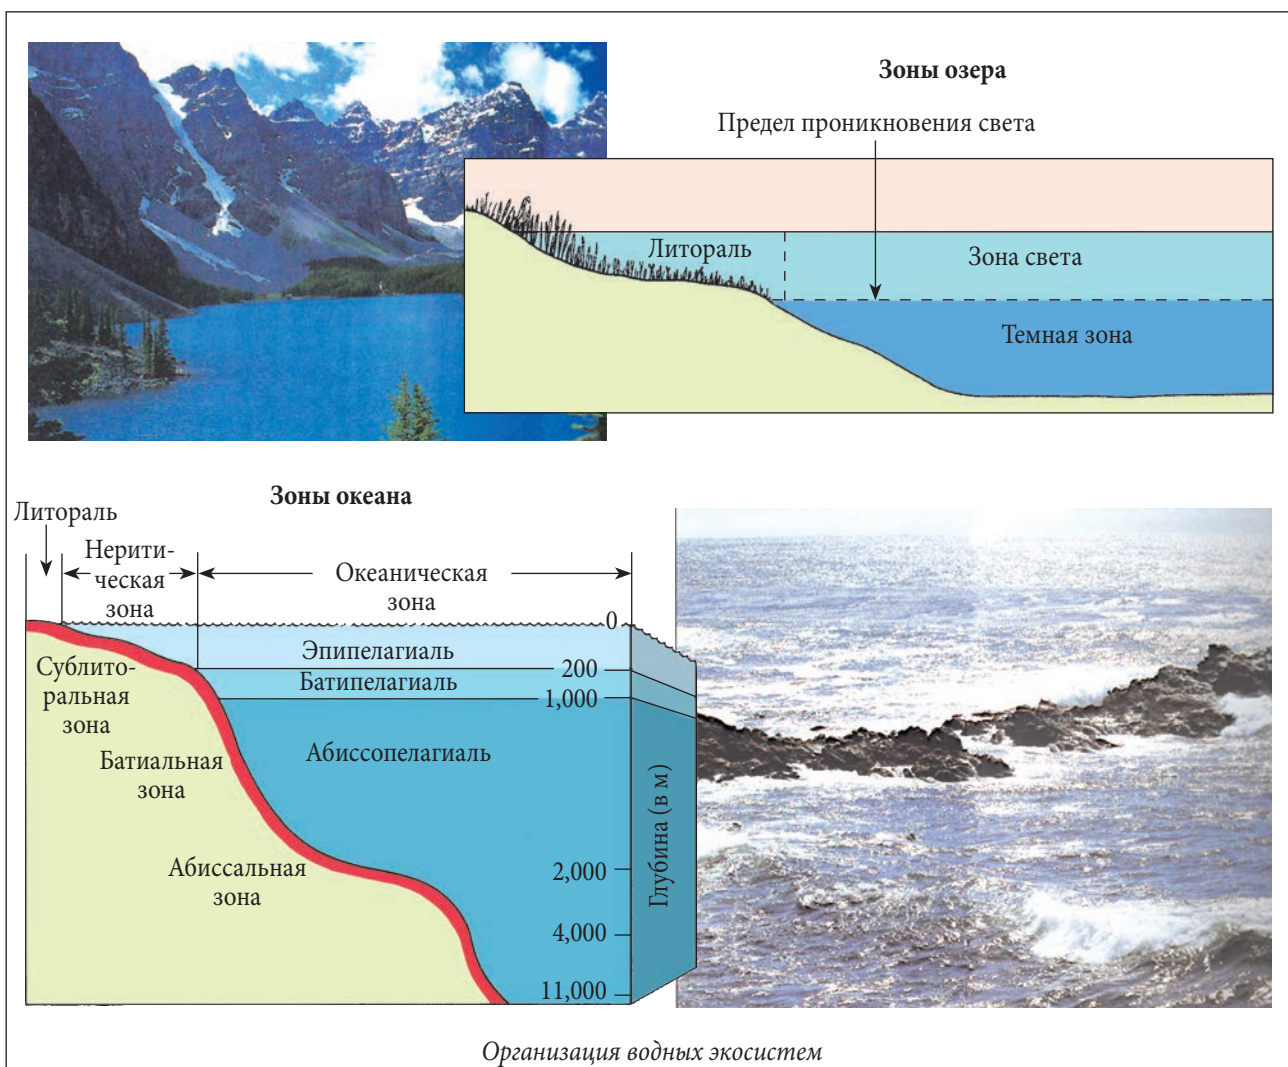 Зоны озера
Предел проникновения света
Литораль
Зона света
Темная зона
Зоны океана
Литораль
Нерити-
ческая
зона
Океаническая
зона
0
Эпипелагиаль
200
Батипелагиаль
1,000
Сублито-
ральная
зона
Абиссопелагиаль
Батиальная
зона
Глубина (в м)
Абиссальная
зона
2,000
4,000
11,000
Организация водных экосистем